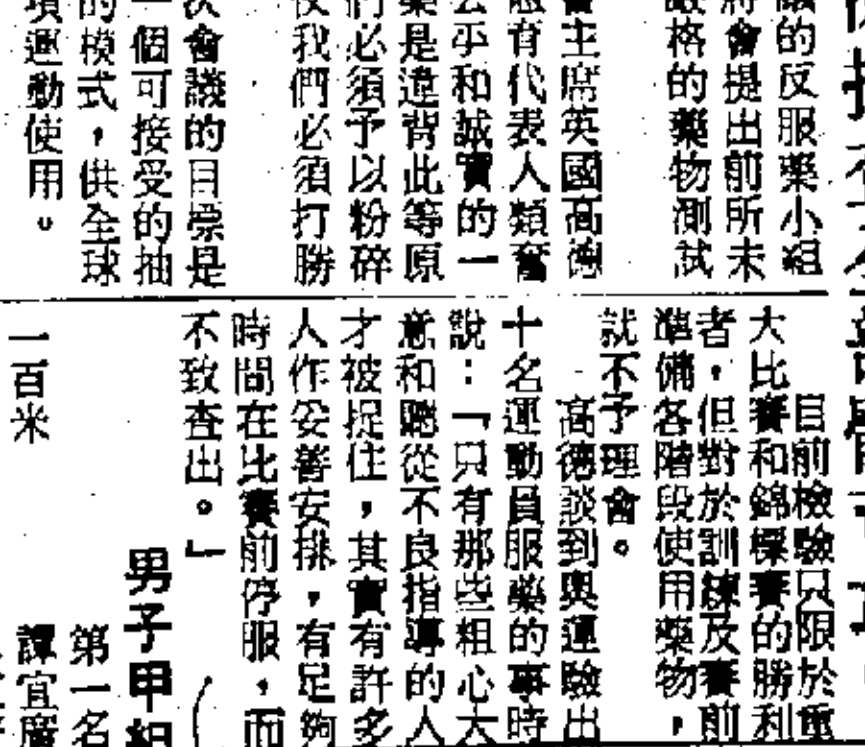 的反服藥小組
會提出前所未
格的藥物測試
主席英國高德
有代表人類奮
平和誠實的一
是違背此等原
們必須予以粉碎
我們必須打勝
次會議的目標是
一個可接受的抽
的模式，供全球
項運動使用。
目前檢驗只限於重
大比賽和錦標賽的勝利
者，但對於訓練及賽前
準備各階段使用藥物，
就不予理會。
高德談到奧運驗出
十名運動員服藥的事時
說：「只有那些粗心大
意和聽從不良指導的人
才被捉住，其實有許多
人作妥善安排，有足夠
時間在比賽前停服，而
不致查出。」
男子甲組
第一名
一百米 譚宜廣